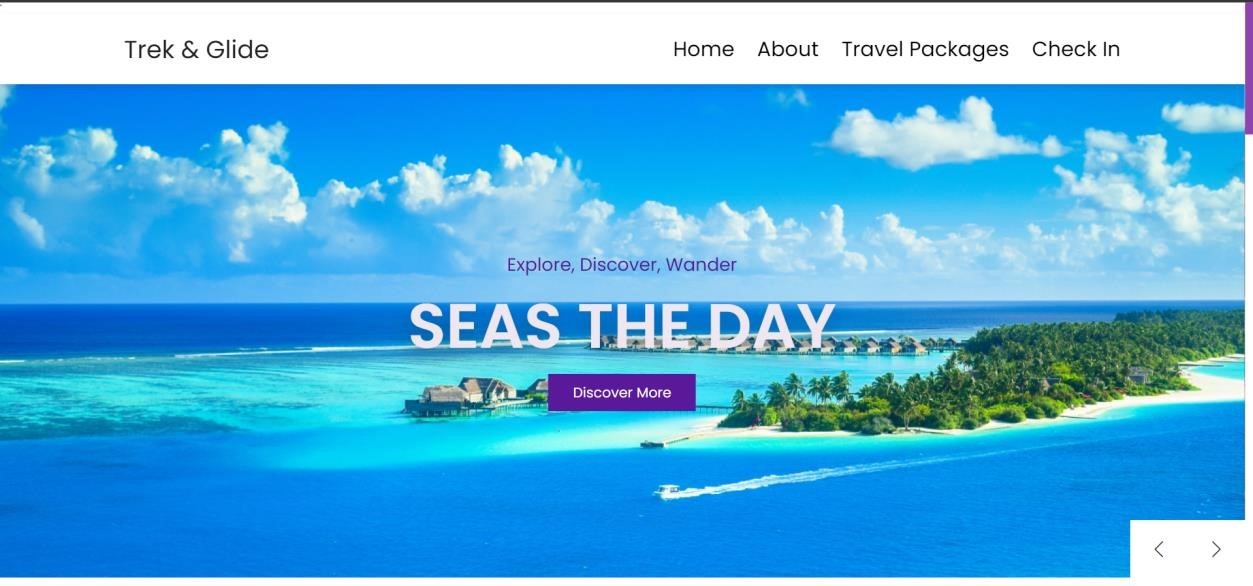 Trek & Glide
Home About Travel Packages Check In
Explore, Discover, Wander
SEAS THE DAY
Discover More